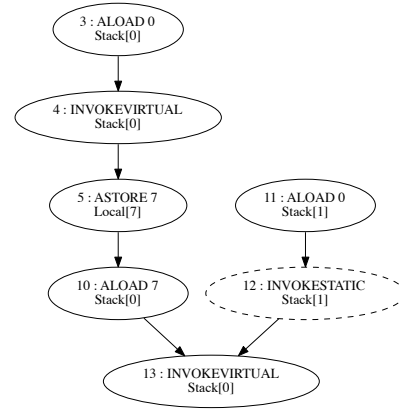 3 : ALOAD 0
Stack[0]
4 : INVOKEVIRTUAL
Stack[0]
5 : ASTORE 7
Local[7]
11 : ALOAD 0
Stack[1]
10 : ALOAD 7
Stack[0]
12 : INVOKESTATIC
Stack[1]
13 : INVOKEVIRTUAL
Stack[0]